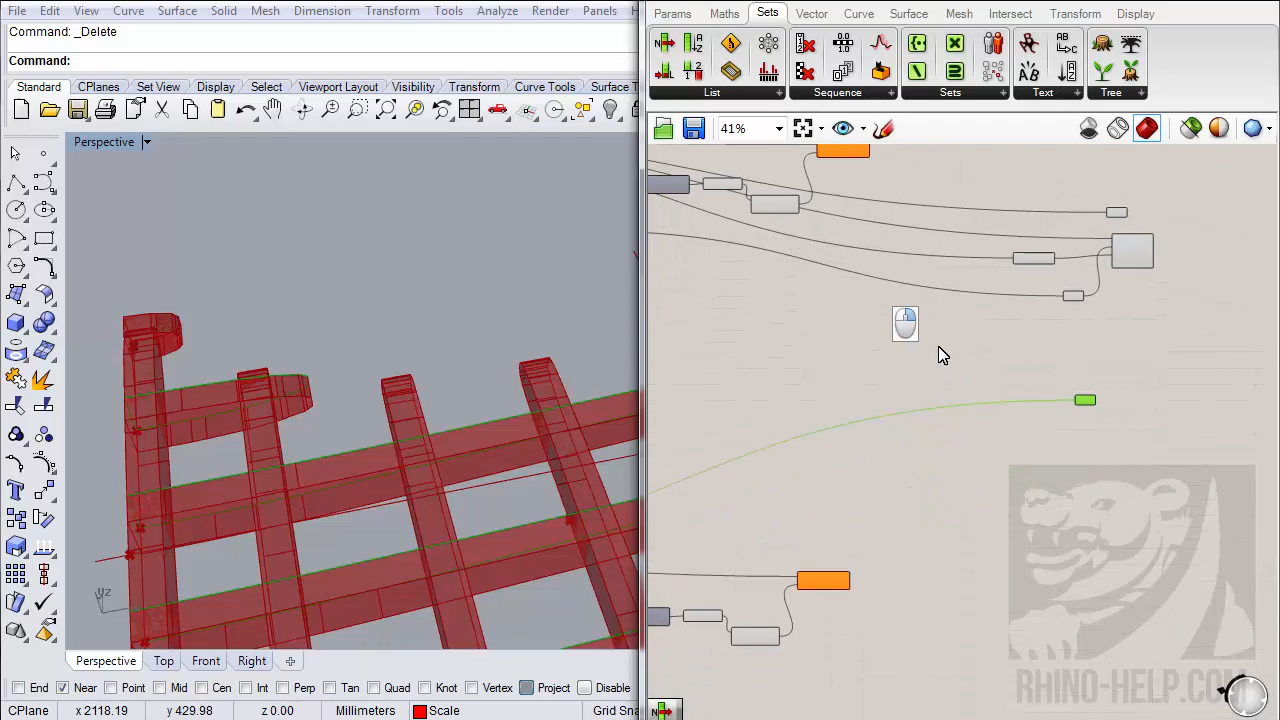 Command: _Delete
Command:
File Edit View Curve Surface Solid Mesh Dimension Transform Tools Analyze Render Panels H
Standard CPlanes Set View Display Select Viewport Layout Visibility Transform Curve Tools Surface T
Perspective
Perspective Top Front Right
End Near Point Mid Cen Int Perp Tan Quad Knot Vertex Project Disable
CPlane x 2118.19 y 429.98 z 0.00 Millimeters Scale Grid Sna
Params Maths Sets Vector Curve Surface Mesh Intersect Transform Display
List Sequence Sets Text Tree
41%
RHINO-HELP.COM